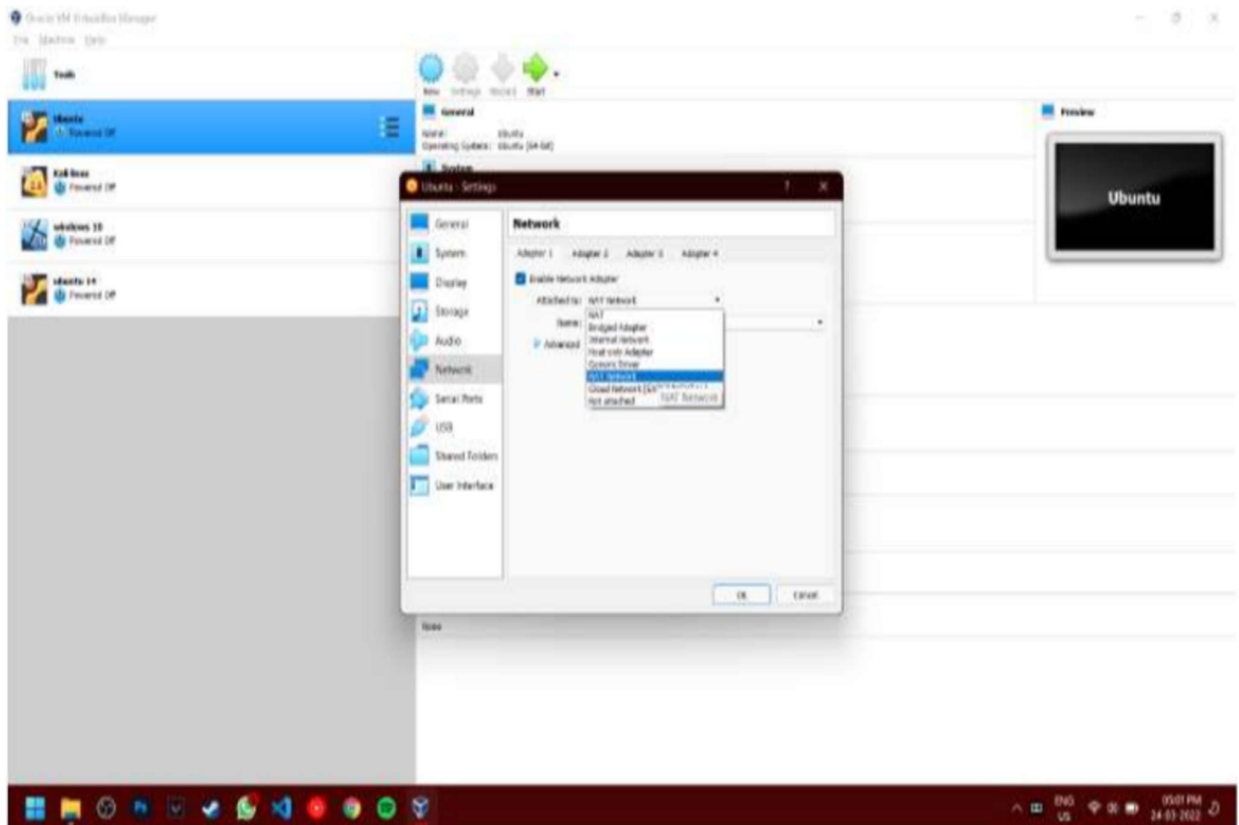 Oracle VM VirtualBox Manager
File Machine Help
Tools
Ubuntu
Powered Off
Kali linux
Powered Off
windows 10
Powered Off
ubuntu 14
Powered Off
New Settings Discard Start
General
Name: Ubuntu
Operating System: Ubuntu (64-bit)
System
Preview
Ubuntu
Ubuntu - Settings
? X
General
System
Display
Storage
Audio
Network
Serial Ports
USB
Shared Folders
User Interface
Network
Adapter 1 Adapter 2 Adapter 3 Adapter 4
Enable Network Adapter
Attached to: NAT Network
Name:
Advanced
NAT
Bridged Adapter
Internal Network
Host-only Adapter
Generic Driver
NAT Network
Cloud Network
NAT Network
Not attached
OK Cancel
None
ENG
US
05:01 PM
24-03-2022